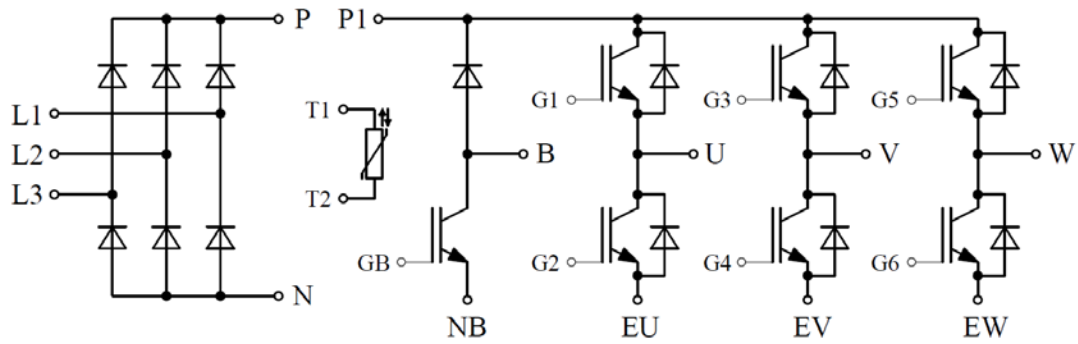 P P1
G1 G3 G5
L1 T1
L2 B U V W
L3 T2
GB G2 G4 G6
N NB EU EV EW